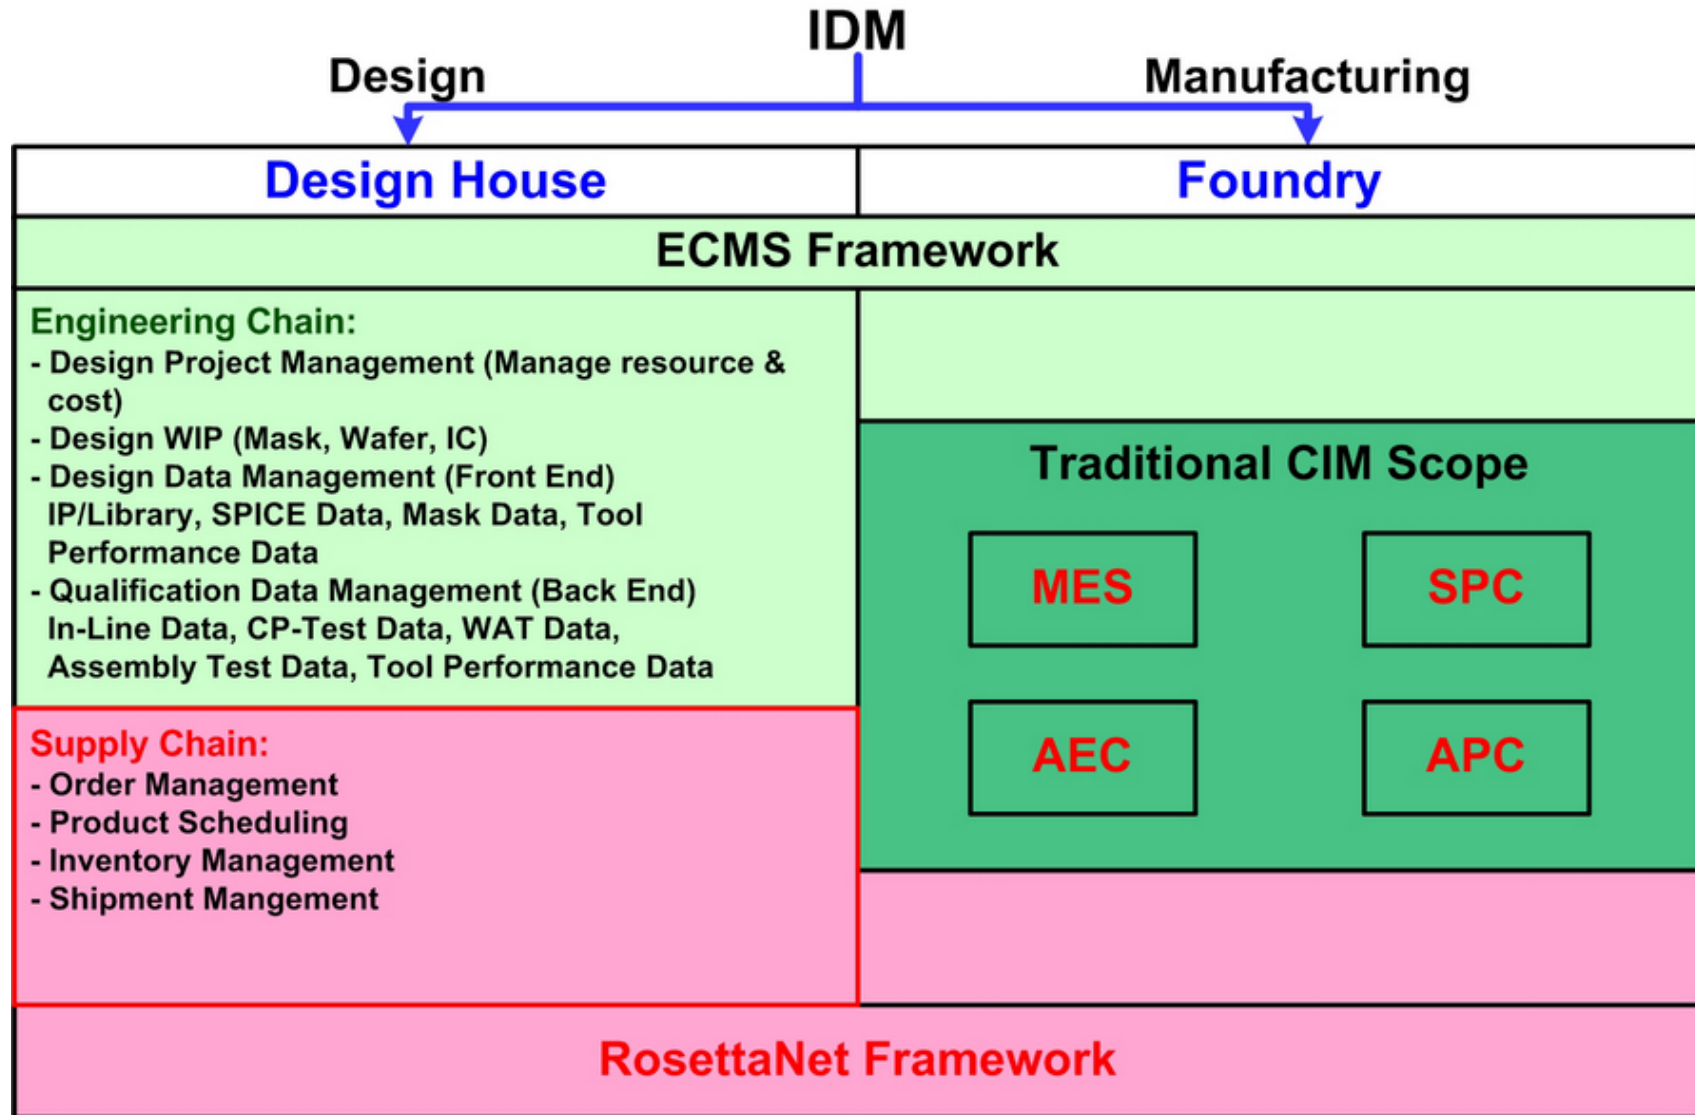 IDM
Design
Manufacturing
Design House
Foundry
ECMS Framework
Engineering Chain:
- Design Project Management (Manage resource &
cost)
- Design WIP (Mask, Wafer, IC)
- Design Data Management (Front End)
IP/Library, SPICE Data, Mask Data, Tool
Performance Data
- Qualification Data Management (Back End)
In-Line Data, CP-Test Data, WAT Data,
Assembly Test Data, Tool Performance Data
Supply Chain:
- Order Management
- Product Scheduling
- Inventory Management
- Shipment Mangement
Traditional CIM Scope
MES
SPC
AEC
APC
RosettaNet Framework